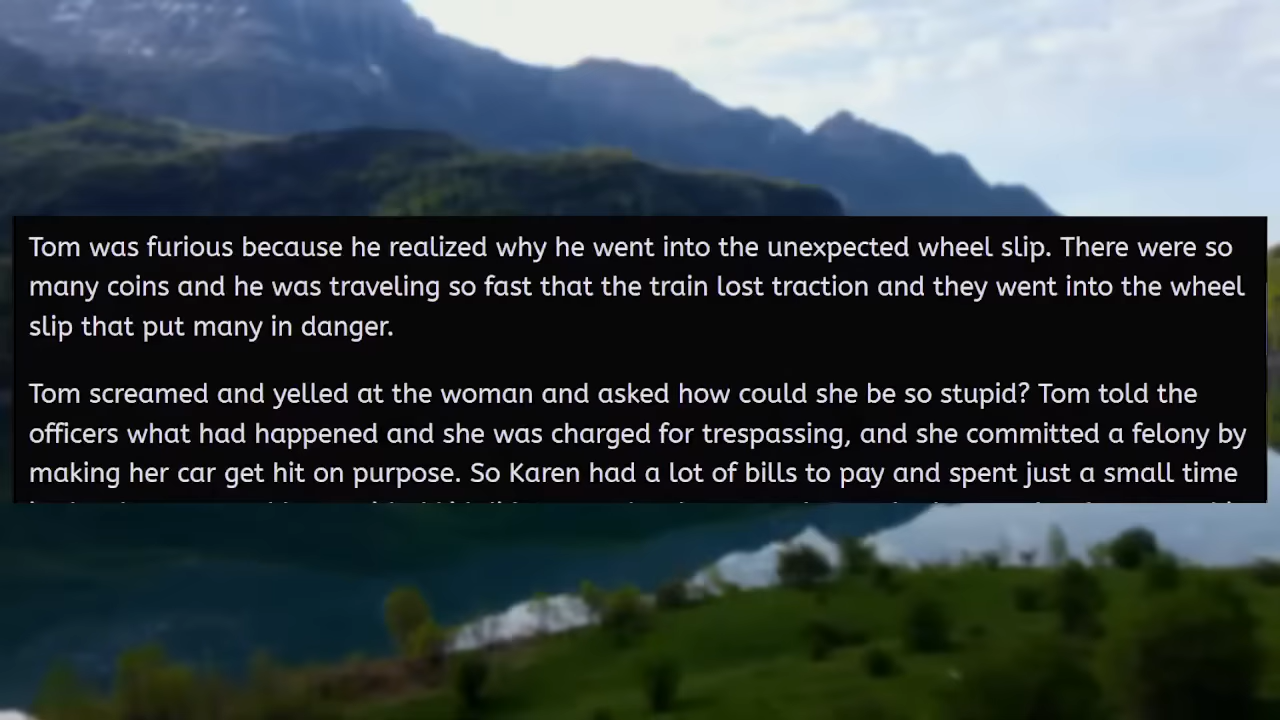 Tom was furious because he realized why he went into the unexpected wheel slip. There were so
many coins and he was traveling so fast that the train lost traction and they went into the wheel
slip that put many in danger.
Tom screamed and yelled at the woman and asked how could she be so stupid? Tom told the
officers what had happened and she was charged for trespassing, and she committed a felony by
making her car get hit on purpose. So Karen had a lot of bills to pay and spent just a small time